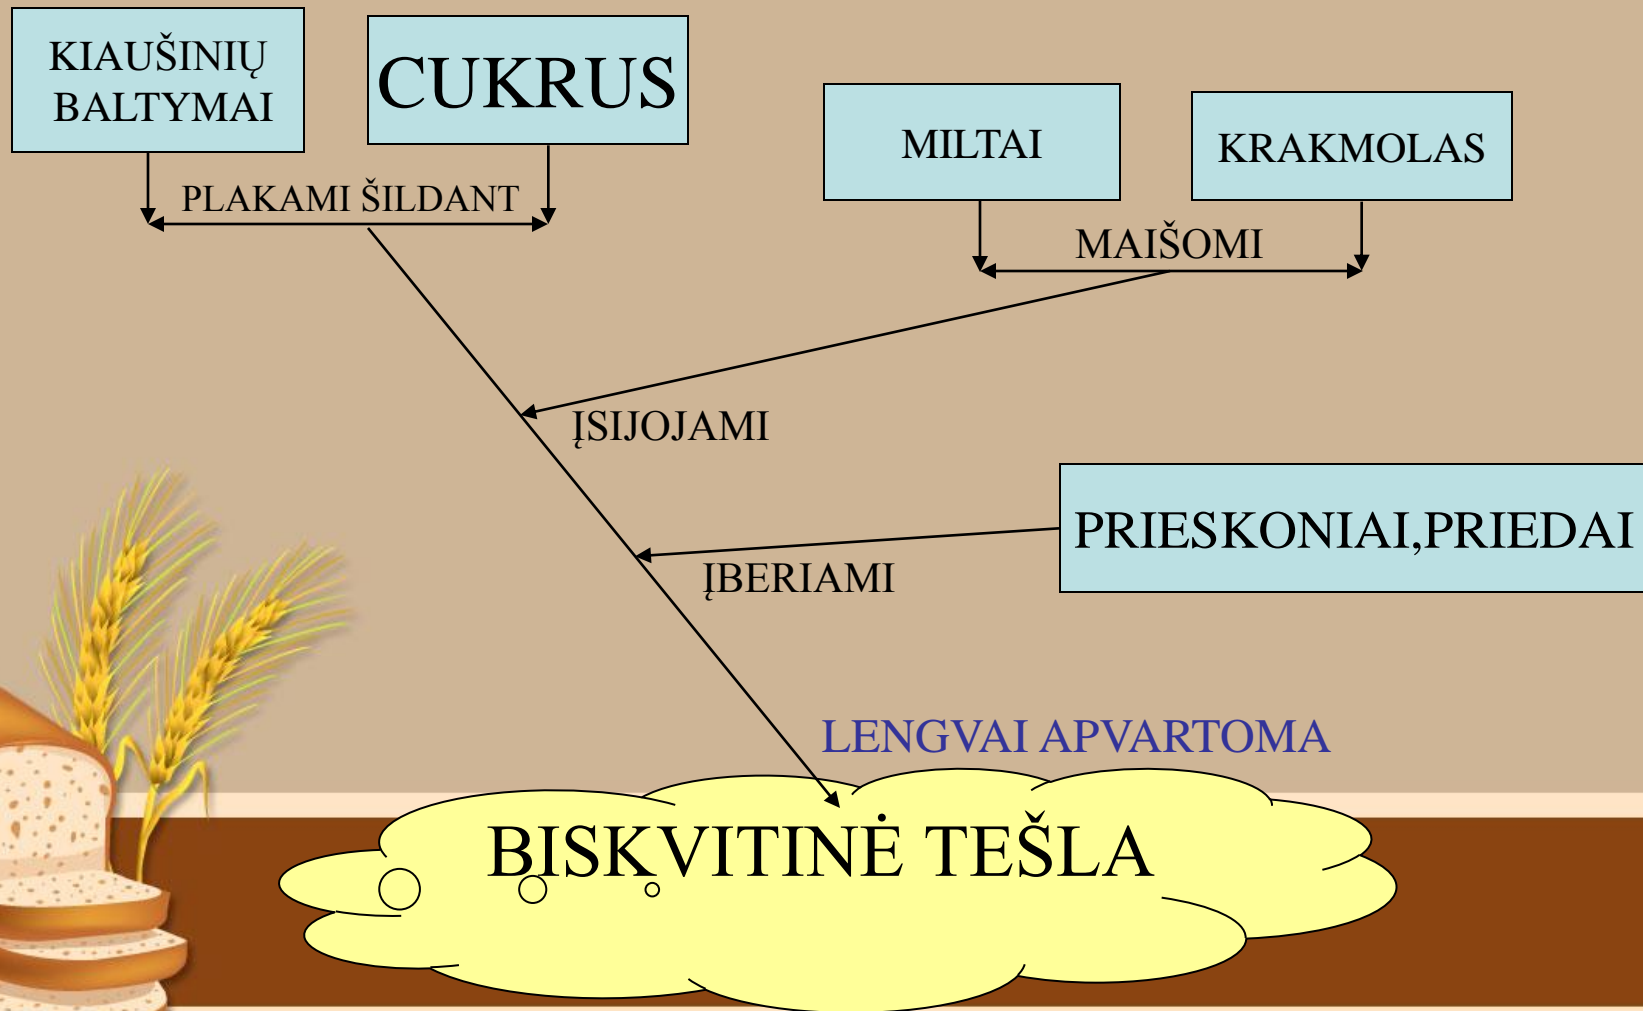 KIAUŠINIŲ
BALTYMAI
CUKRUS
MILTAI
KRAKMOLAS
PLAKAMI ŠILDANT
MAIŠOMI
ĮSIJOJAMI
PRIESKONIAI,PRIEDAI
ĮBERIAMI
LENGVAI APVARTOMA
BISKVITINĖ TEŠLA